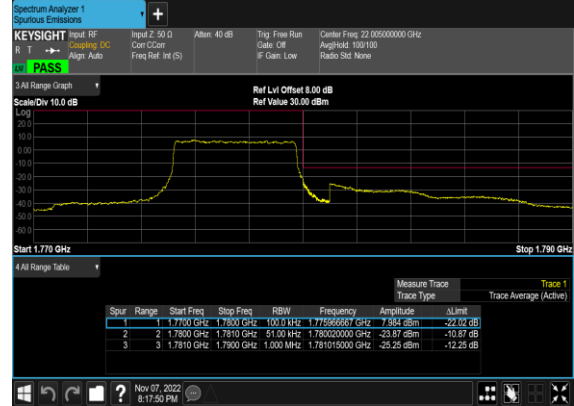 Spectrum Analyzer 1
Spurious Emissions
+
KEYSIGHT Input: RF Input Z: 50 Ω Atten: 40 dB Trig: Free Run Center Freq: 22.005000000 GHz
R T Coupling: DC Corr CCorr Gate: Off Avg|Hold: 100/100
Align: Auto Freq Ref: Int (S) IF Gain: Low Radio Std: None
LXI PASS
3 All Range Graph
Ref Lvl Offset 8.00 dB
Scale/Div 10.0 dB Ref Value 30.00 dBm
Log
20.0
10.0
0.00
-10.0
-20.0
-30.0
-40.0
-50.0
-60.0
Start 1.770 GHz Stop 1.790 GHz
4 All Range Table
Measure Trace Trace 1
Trace Type Trace Average (Active)
Spur Range Start Freq Stop Freq RBW Frequency Amplitude ΔLimit
1 1 1.7700 GHz 1.7800 GHz 100.0 kHz 1.775966667 GHz 7.984 dBm -22.02 dB
2 2 1.7800 GHz 1.7810 GHz 51.00 kHz 1.780020000 GHz -23.87 dBm -10.87 dB
3 3 1.7810 GHz 1.7900 GHz 1.000 MHz 1.781015000 GHz -25.25 dBm -12.25 dB
? Nov 07, 2022
8:17:50 PM